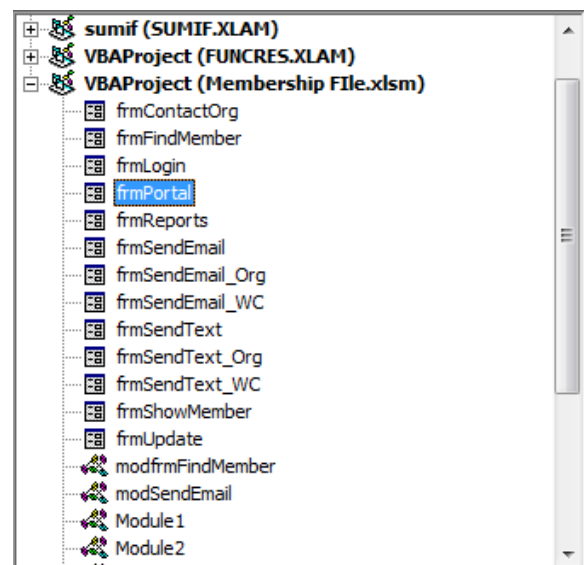 sumif (SUMIF.XLAM)
VBAProject (FUNCRES.XLAM)
VBAProject (Membership FIle.xlsm)
frmContactOrg
frmFindMember
frmLogin
frmPortal
frmReports
frmSendEmail
frmSendEmail_Org
frmSendEmail_WC
frmSendText
frmSendText_Org
frmSendText_WC
frmShowMember
frmUpdate
modfrmFindMember
modSendEmail
Module1
Module2